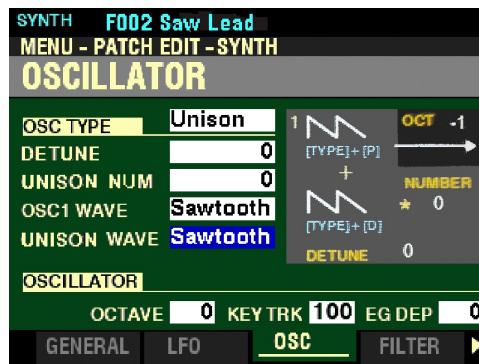 SYNTH F002 Saw Lead
MENU - PATCH EDIT - SYNTH
OSCILLATOR
OSC TYPE Unison
DETUNE 0
UNISON NUM 0
OSC1 WAVE Sawtooth
UNISON WAVE Sawtooth
1 [TYPE]+[P]
+
[TYPE]+[D]
DETUNE 0
OCT -1
NUMBER
* 0
OSCILLATOR
OCTAVE 0 KEY TRK 100 EG DEP 0
GENERAL LFO OSC FILTER